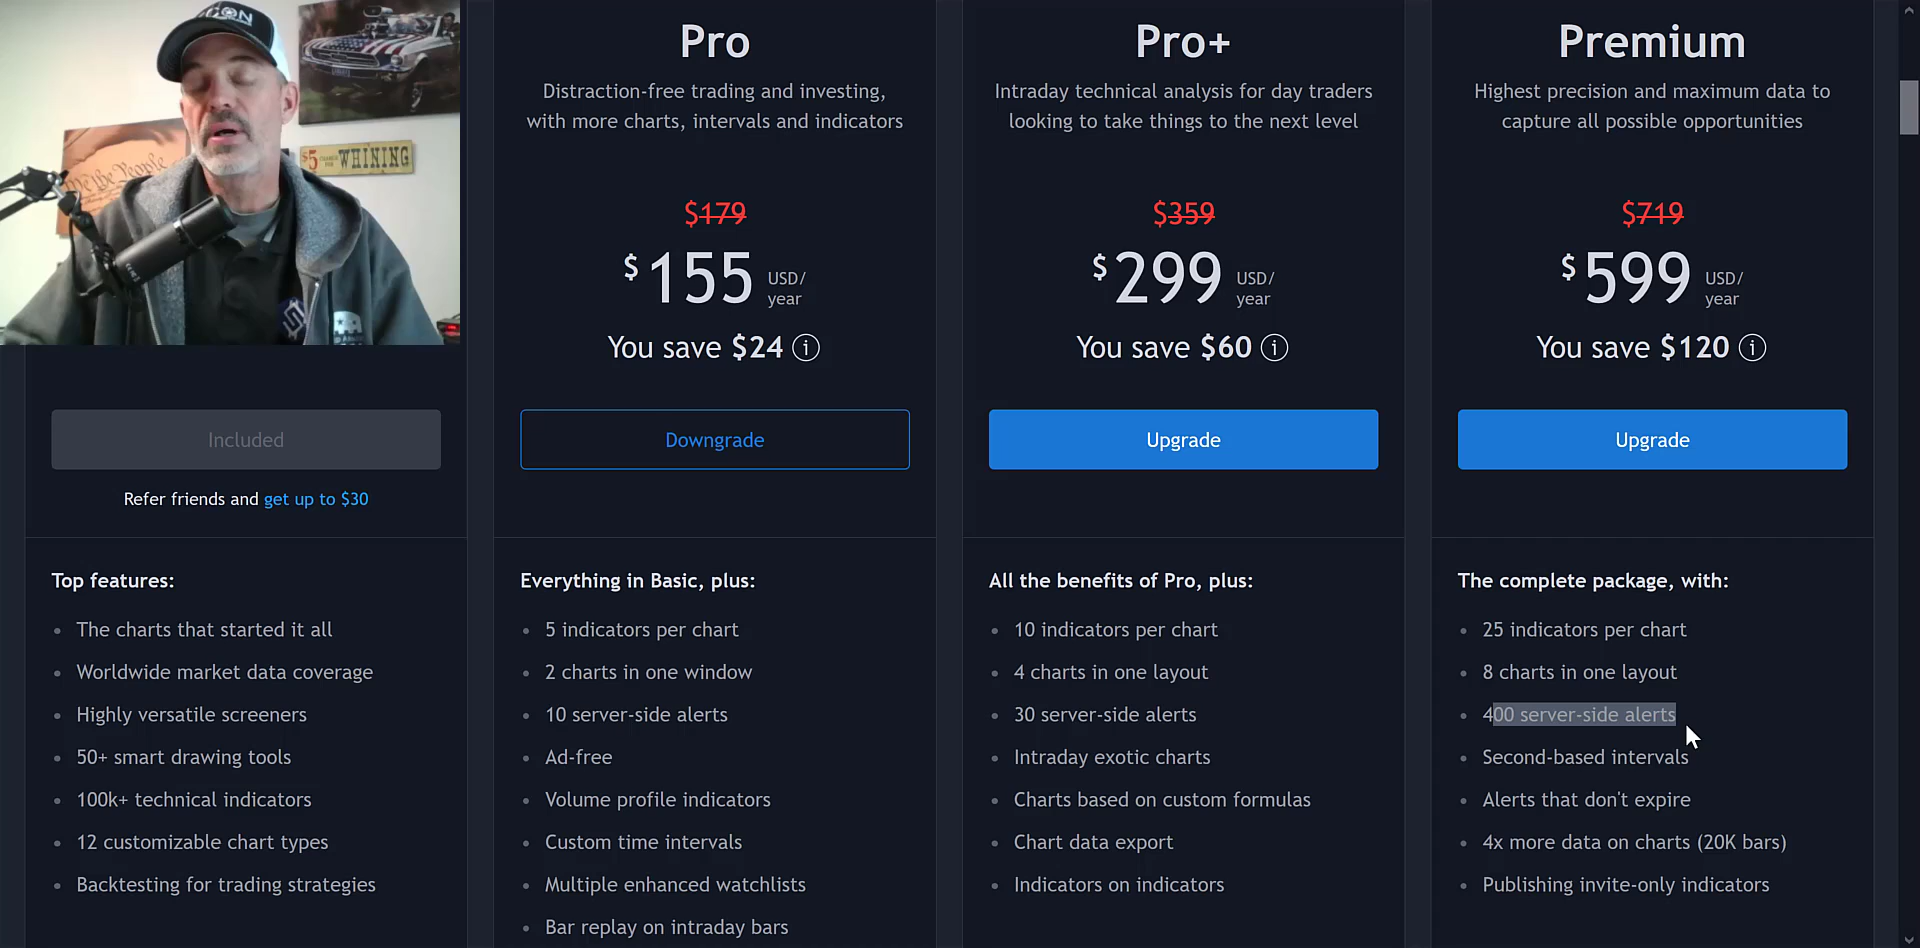 We the People
$5 CHARGE FOR WHINING
Pro
Distraction-free trading and investing,
with more charts, intervals and indicators
$179
$155 USD/
year
You save $24
Downgrade
Pro+
Intraday technical analysis for day traders
looking to take things to the next level
$359
$299 USD/
year
You save $60
Upgrade
Premium
Highest precision and maximum data to
capture all possible opportunities
$719
$599 USD/
year
You save $120
Upgrade
Included
Refer friends and get up to $30
Top features:
The charts that started it all
Worldwide market data coverage
Highly versatile screeners
50+ smart drawing tools
100k+ technical indicators
12 customizable chart types
Backtesting for trading strategies
Everything in Basic, plus:
5 indicators per chart
2 charts in one window
10 server-side alerts
Ad-free
Volume profile indicators
Custom time intervals
Multiple enhanced watchlists
Bar replay on intraday bars
All the benefits of Pro, plus:
10 indicators per chart
4 charts in one layout
30 server-side alerts
Intraday exotic charts
Charts based on custom formulas
Chart data export
Indicators on indicators
The complete package, with:
25 indicators per chart
8 charts in one layout
400 server-side alerts
Second-based intervals
Alerts that don't expire
4x more data on charts (20K bars)
Publishing invite-only indicators